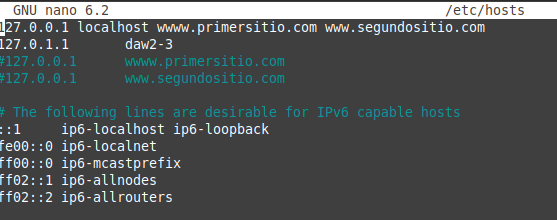 GNU nano 6.2 /etc/hosts
127.0.0.1 localhost wwww.primersitio.com www.segundositio.com
127.0.1.1 daw2-3
#127.0.0.1 wwww.primersitio.com
#127.0.0.1 www.segundositio.com
# The following lines are desirable for IPv6 capable hosts
::1 ip6-localhost ip6-loopback
fe00::0 ip6-localnet
ff00::0 ip6-mcastprefix
ff02::1 ip6-allnodes
ff02::2 ip6-allrouters